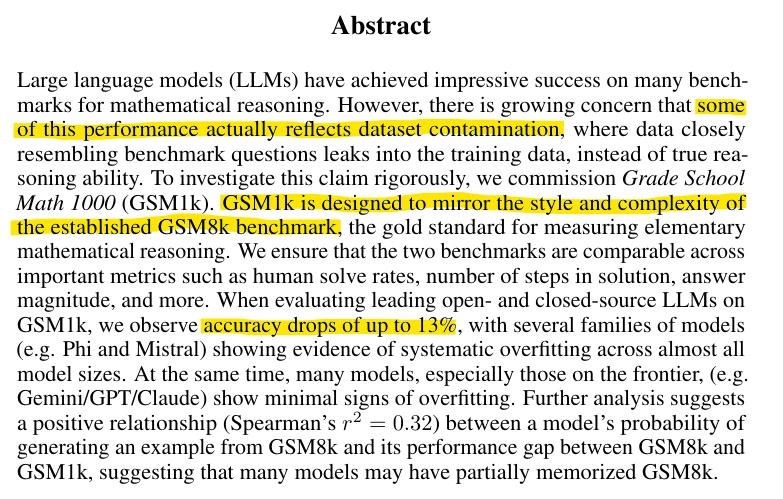 Abstract
Large language models (LLMs) have achieved impressive success on many bench-
marks for mathematical reasoning. However, there is growing concern that some
of this performance actually reflects dataset contamination, where data closely
resembling benchmark questions leaks into the training data, instead of true rea-
soning ability. To investigate this claim rigorously, we commission Grade School
Math 1000 (GSM1k). GSM1k is designed to mirror the style and complexity of
the established GSM8k benchmark, the gold standard for measuring elementary
mathematical reasoning. We ensure that the two benchmarks are comparable across
important metrics such as human solve rates, number of steps in solution, answer
magnitude, and more. When evaluating leading open- and closed-source LLMs on
GSM1k, we observe accuracy drops of up to 13%, with several families of models
(e.g. Phi and Mistral) showing evidence of systematic overfitting across almost all
model sizes. At the same time, many models, especially those on the frontier, (e.g.
Gemini/GPT/Claude) show minimal signs of overfitting. Further analysis suggests
a positive relationship (Spearman's r² = 0.32) between a model's probability of
generating an example from GSM8k and its performance gap between GSM8k and
GSM1k, suggesting that many models may have partially memorized GSM8k.